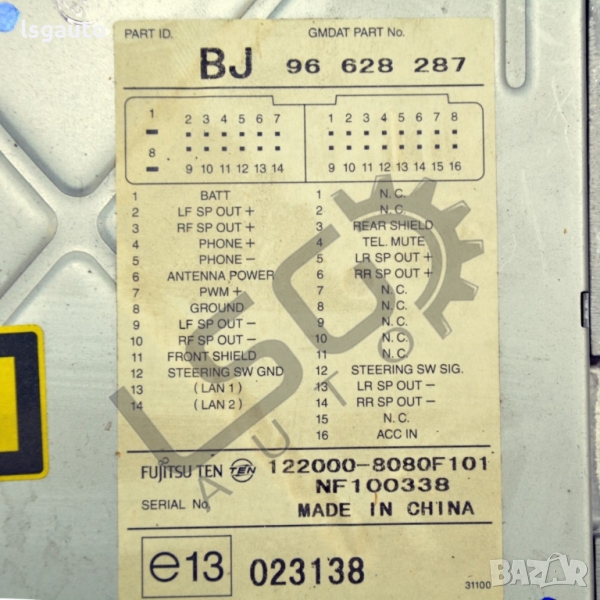 lsgauto
PART ID. GMDAT PART No.
BJ 96 628 287
1 2 3 4 5 6 7 1 2 3 4 5 6 7 8
8 9 10 11 12 13 14 9 10 11 12 13 14 15 16
1 BATT 1 N.C.
2 LF SP OUT + 2 N.C.
3 RF SP OUT + 3 REAR SHIELD
4 PHONE + 4 TEL. MUTE
5 PHONE - 5 LR SP OUT +
6 ANTENNA POWER 6 RR SP OUT +
7 PWM + 7 N.C.
8 GROUND 8 N.C.
9 LF SP OUT - 9 N.C.
10 RF SP OUT - 10 N.C.
11 FRONT SHIELD 11 N.C.
12 STEERING SW GND 12 STEERING SW SIG.
13 (LAN 1) 13 LR SP OUT -
14 (LAN 2) 14 RR SP OUT -
15 N.C.
16 ACC IN
LSG
AUTO
FUJITSU TEN TEN 122000-8080F101
NF100338
SERIAL No. MADE IN CHINA
e13 023138
31100
BAZAR
bg